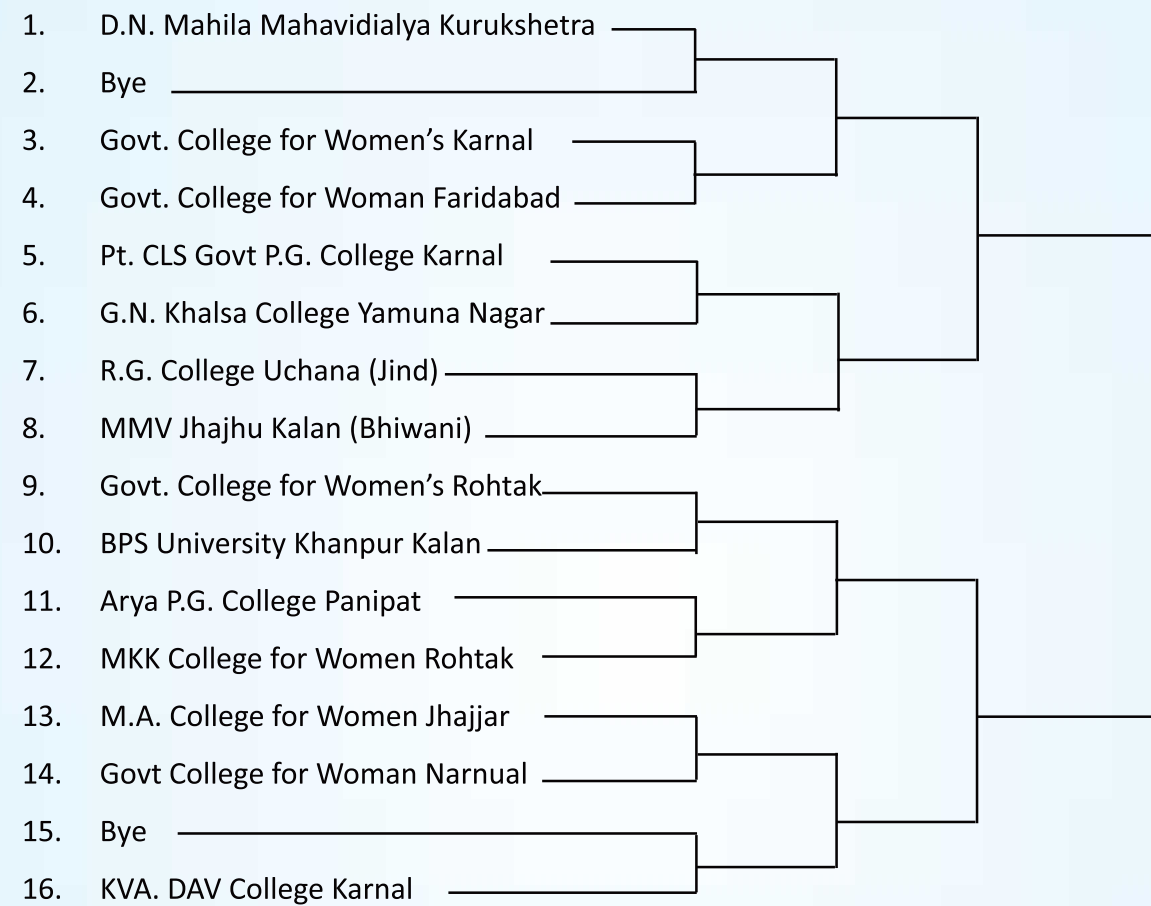 1. D.N. Mahila Mahavidialya Kurukshetra
2. Bye
3. Govt. College for Women’s Karnal
4. Govt. College for Woman Faridabad
5. Pt. CLS Govt P.G. College Karnal
6. G.N. Khalsa College Yamuna Nagar
7. R.G. College Uchana (Jind)
8. MMV Jhajhu Kalan (Bhiwani)
9. Govt. College for Women’s Rohtak
10. BPS University Khanpur Kalan
11. Arya P.G. College Panipat
12. MKK College for Women Rohtak
13. M.A. College for Women Jhajjar
14. Govt College for Woman Narnual
15. Bye
16. KVA. DAV College Karnal